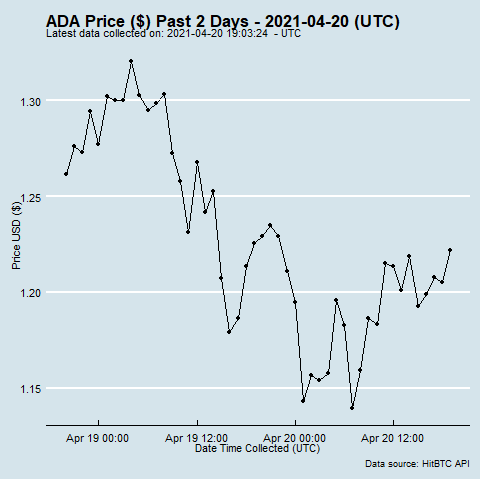 ADA Price ($) Past 2 Days - 2021-04-20 (UTC)
Latest data collected on: 2021-04-20 19:03:24 - UTC
1.30
1.25
1.20
1.15
Price USD ($)
Apr 19 00:00 Apr 19 12:00 Apr 20 00:00 Apr 20 12:00
Date Time Collected (UTC)
Data source: HitBTC API